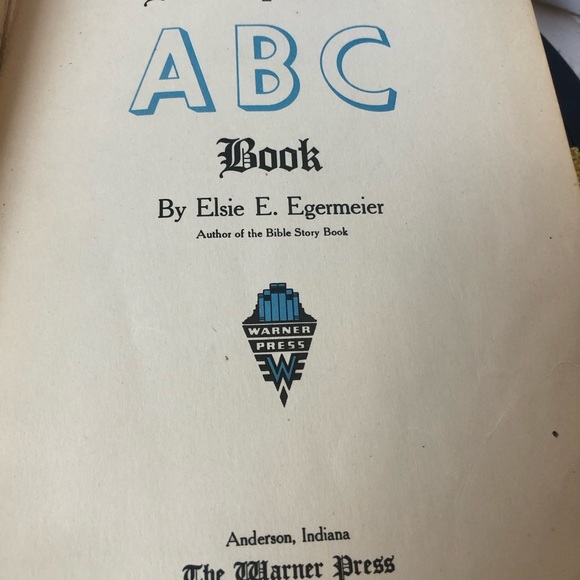 ABC
Book
By Elsie E. Egermeier
Author of the Bible Story Book
WARNER
PRESS
W
Anderson, Indiana
The Warner Press